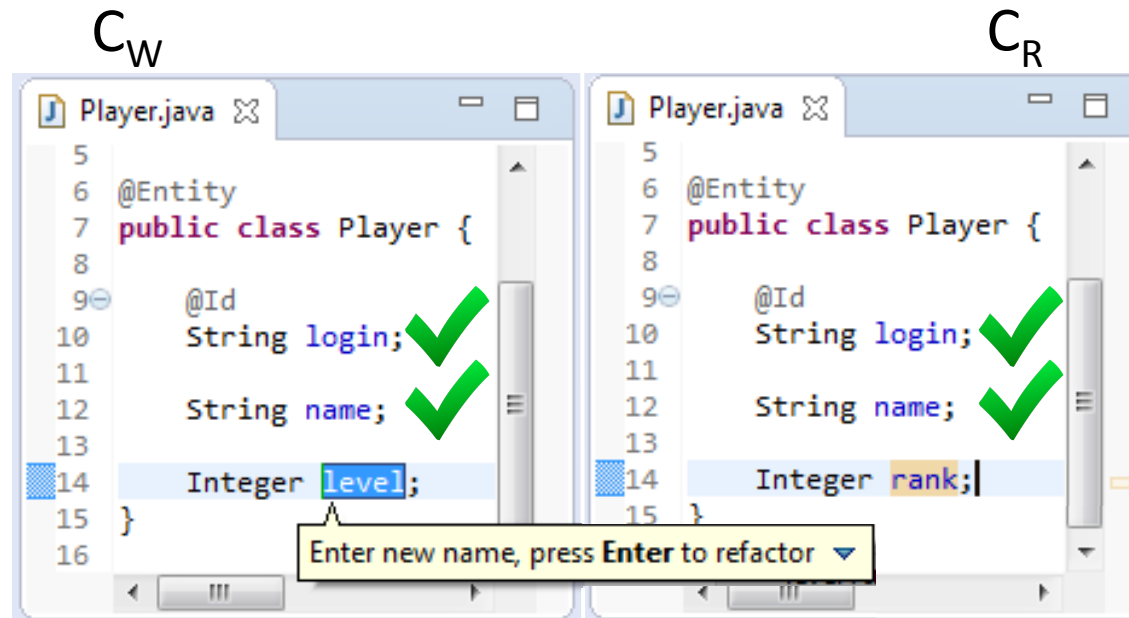 C_W
C_R
Player.java
5
6 @Entity
7 public class Player {
8
9 @Id
10 String login;
11
12 String name;
13
14 Integer level;
15 }
16
Enter new name, press Enter to refactor
Player.java
5
6 @Entity
7 public class Player {
8
9 @Id
10 String login;
11
12 String name;
13
14 Integer rank;
15 }